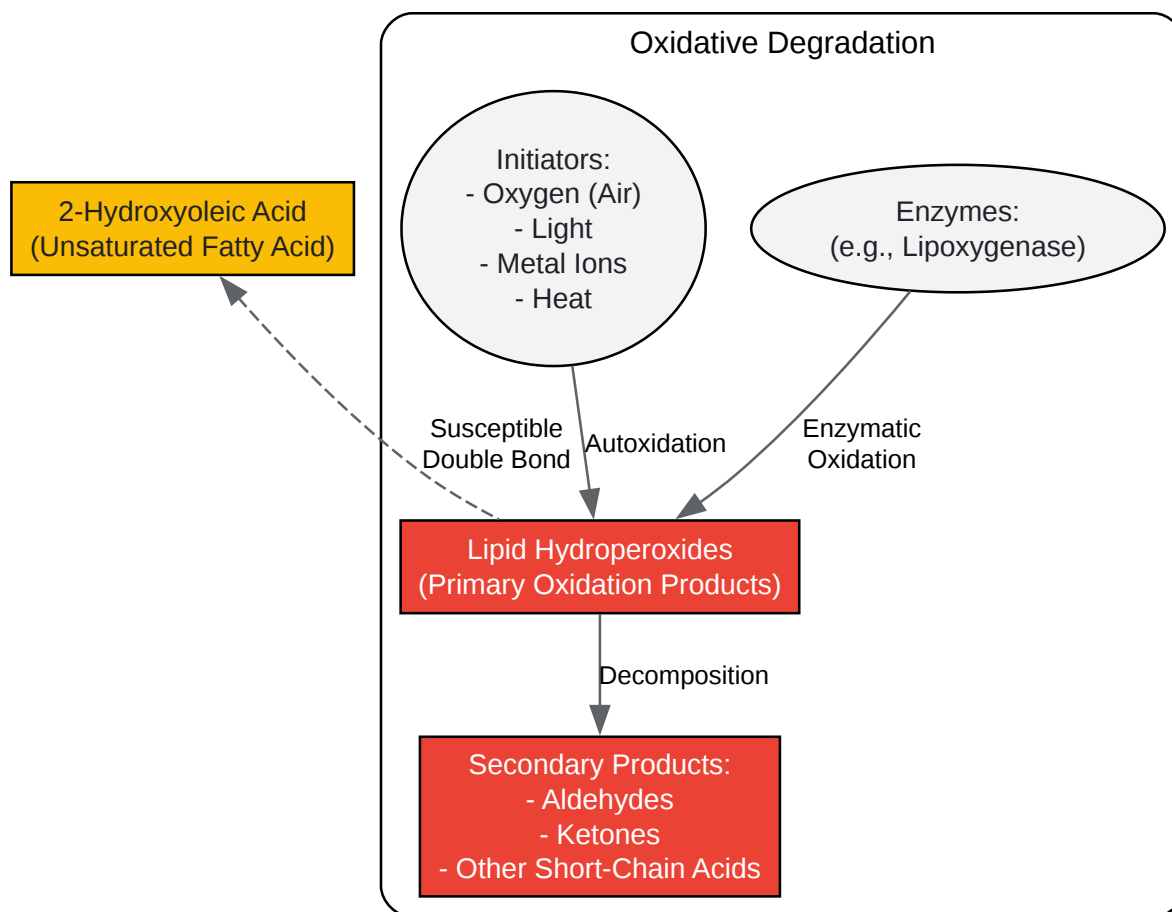 Oxidative Degradation
Initiators:
- Oxygen (Air)
- Light
- Metal Ions
- Heat
2-Hydroxyoleic Acid
(Unsaturated Fatty Acid)
Enzymes:
(e.g., Lipoxygenase)
Susceptible
Double Bond
Autoxidation
Enzymatic
Oxidation
Lipid Hydroperoxides
(Primary Oxidation Products)
Decomposition
Secondary Products:
- Aldehydes
- Ketones
- Other Short-Chain Acids